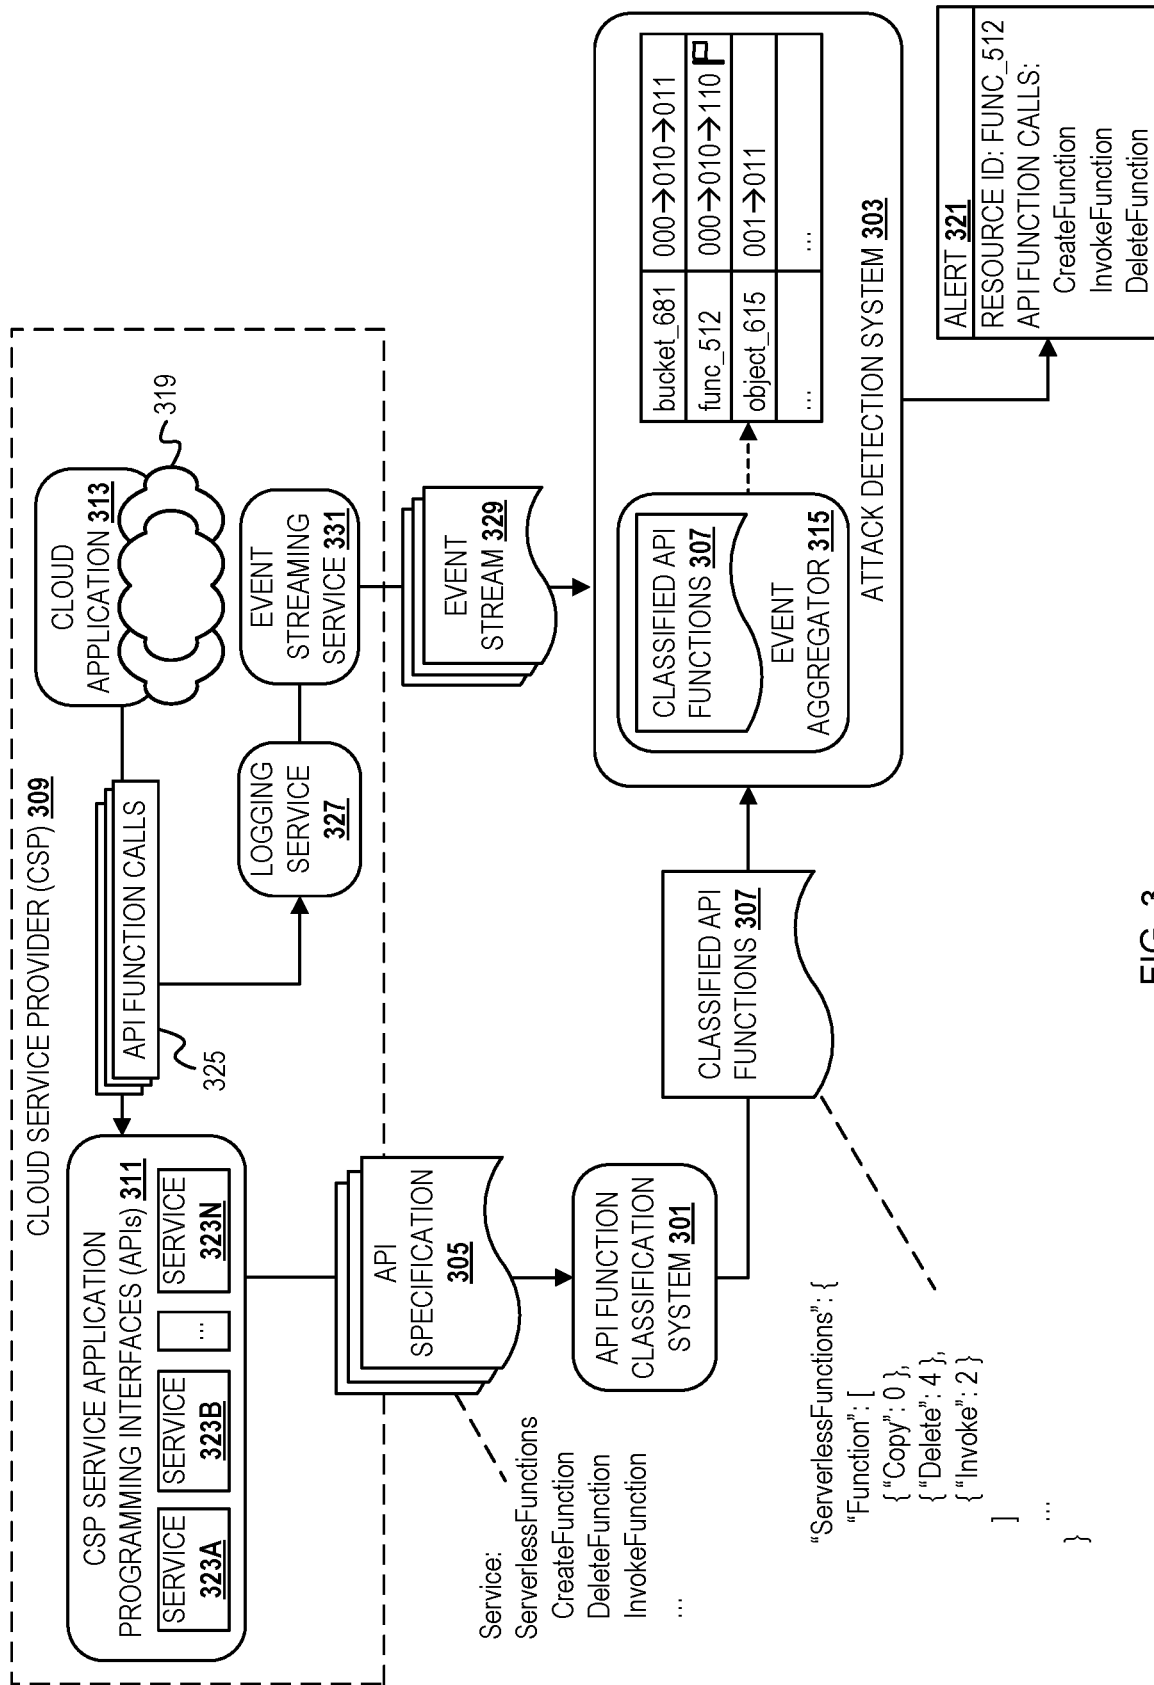 CLOUD SERVICE PROVIDER (CSP) 309
CSP SERVICE APPLICATION
PROGRAMMING INTERFACES (APIs) 311
SERVICE
323A
SERVICE
323B
...
SERVICE
323N
API FUNCTION CALLS
325
CLOUD
APPLICATION 313
319
LOGGING
SERVICE
327
EVENT
STREAMING
SERVICE 331
API
SPECIFICATION
305
Service:
ServerlessFunctions
CreateFunction
DeleteFunction
InvokeFunction
...
EVENT
STREAM 329
API FUNCTION
CLASSIFICATION
SYSTEM 301
CLASSIFIED API
FUNCTIONS 307
“ServerlessFunctions”: {
“Function”: [
{ “Copy”: 0 },
{ “Delete”: 4 },
{ “Invoke”: 2 }
]
...
}
CLASSIFIED API
FUNCTIONS 307
EVENT
AGGREGATOR 315
bucket_681 000→010→011
func_512 000→010→110
object_615 001→011
... ...
ATTACK DETECTION SYSTEM 303
ALERT 321
RESOURCE ID: FUNC_512
API FUNCTION CALLS:
CreateFunction
InvokeFunction
DeleteFunction
FIG. 3